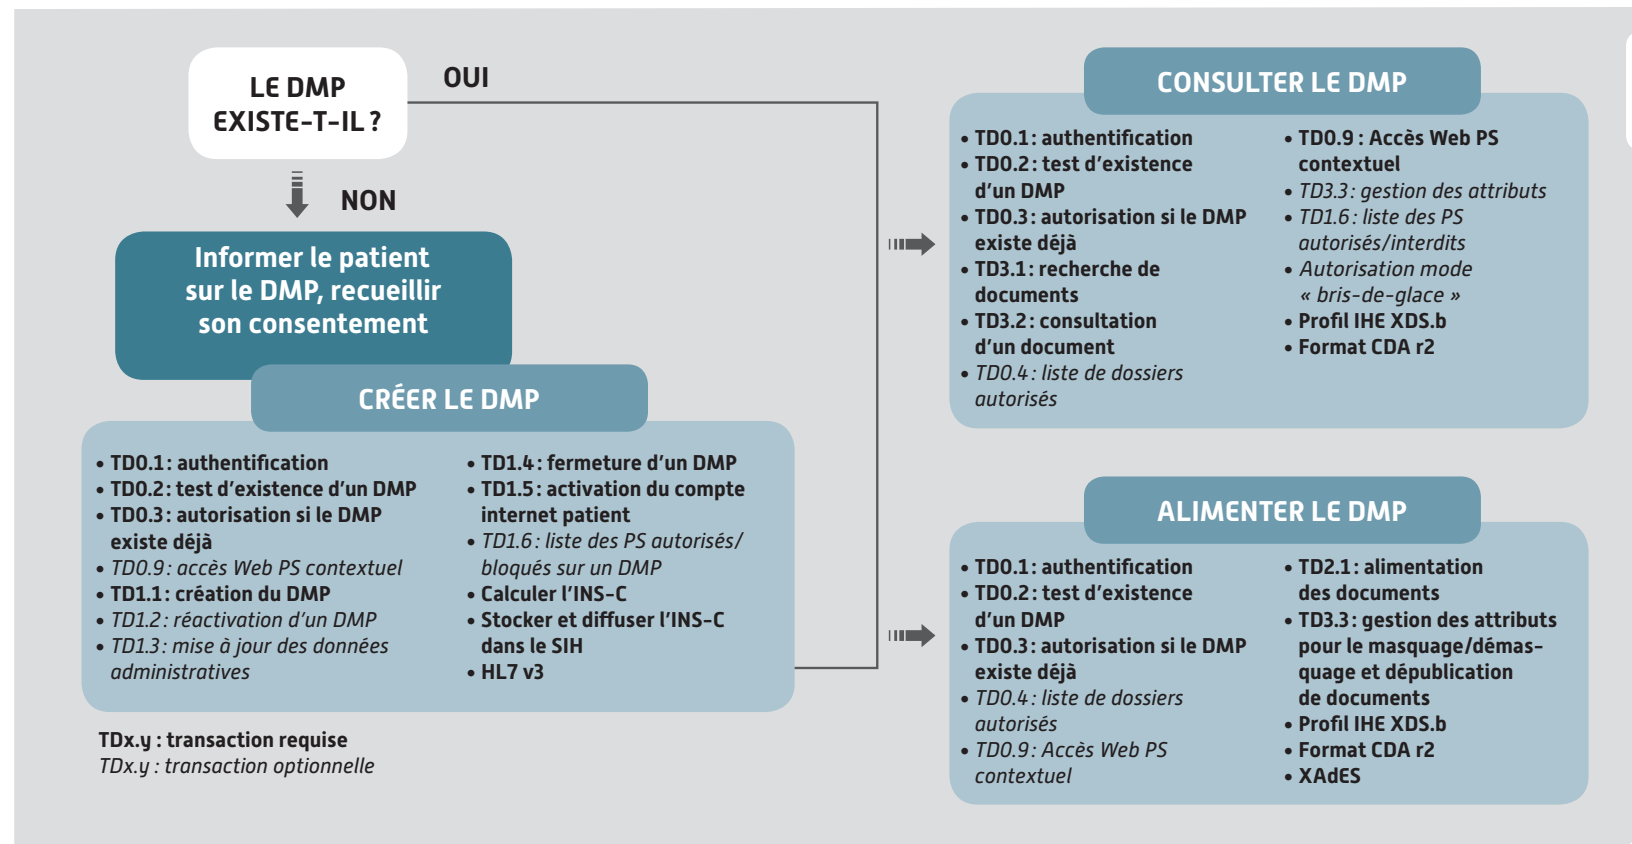 LE DMP
EXISTE-T-IL ?
OUI
NON
Informer le patient
sur le DMP, recueillir
son consentement
CRÉER LE DMP
• TD0.1 : authentification
• TD0.2 : test d'existence d'un DMP
• TD0.3 : autorisation si le DMP
existe déjà
• TD0.9 : accès Web PS contextuel
• TD1.1 : création du DMP
• TD1.2 : réactivation d'un DMP
• TD1.3 : mise à jour des données
administratives
• TD1.4 : fermeture d'un DMP
• TD1.5 : activation du compte
internet patient
• TD1.6 : liste des PS autorisés/
bloqués sur un DMP
• Calculer l'INS-C
• Stocker et diffuser l'INS-C
dans le SIH
• HL7 v3
TDx.y : transaction requise
TDx.y : transaction optionnelle
CONSULTER LE DMP
• TD0.1 : authentification
• TD0.2 : test d'existence
d'un DMP
• TD0.3 : autorisation si le DMP
existe déjà
• TD3.1 : recherche de
documents
• TD3.2 : consultation
d'un document
• TD0.4 : liste de dossiers
autorisés
• TD0.9 : Accès Web PS
contextuel
• TD3.3 : gestion des attributs
• TD1.6 : liste des PS
autorisés/interdits
• Autorisation mode
« bris-de-glace »
• Profil IHE XDS.b
• Format CDA r2
ALIMENTER LE DMP
• TD0.1 : authentification
• TD0.2 : test d'existence
d'un DMP
• TD0.3 : autorisation si le DMP
existe déjà
• TD0.4 : liste de dossiers
autorisés
• TD0.9 : Accès Web PS
contextuel
• TD2.1 : alimentation
des documents
• TD3.3 : gestion des attributs
pour le masquage/démas-
quage et dépublication
de documents
• Profil IHE XDS.b
• Format CDA r2
• XAdES